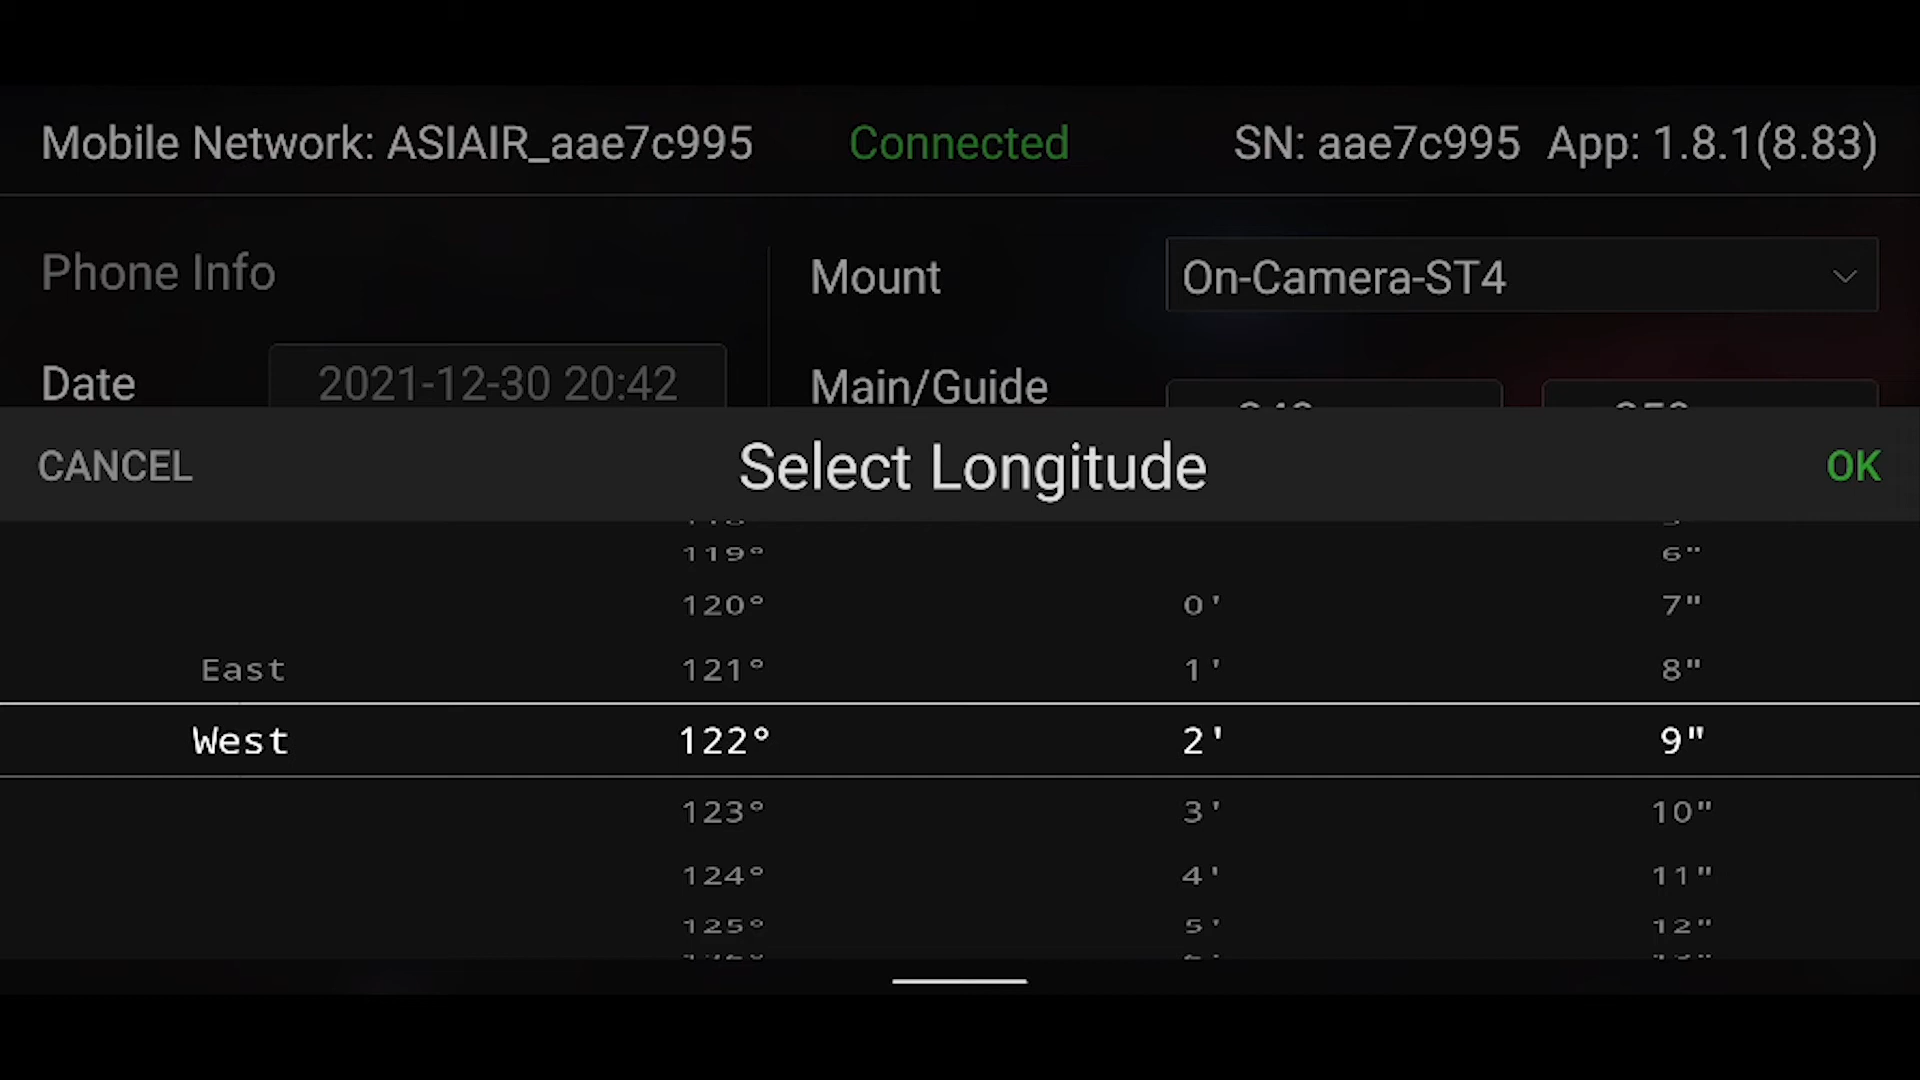 Mobile Network: ASIAIR_aae7c995 Connected SN: aae7c995 App: 1.8.1(8.83)
Phone Info
Mount On-Camera-ST4
Date 2021-12-30 20:42
Main/Guide
CANCEL Select Longitude OK
119° 6"
120° 0' 7"
East 121° 1' 8"
West 122° 2' 9"
123° 3' 10"
124° 4' 11"
125° 5' 12"